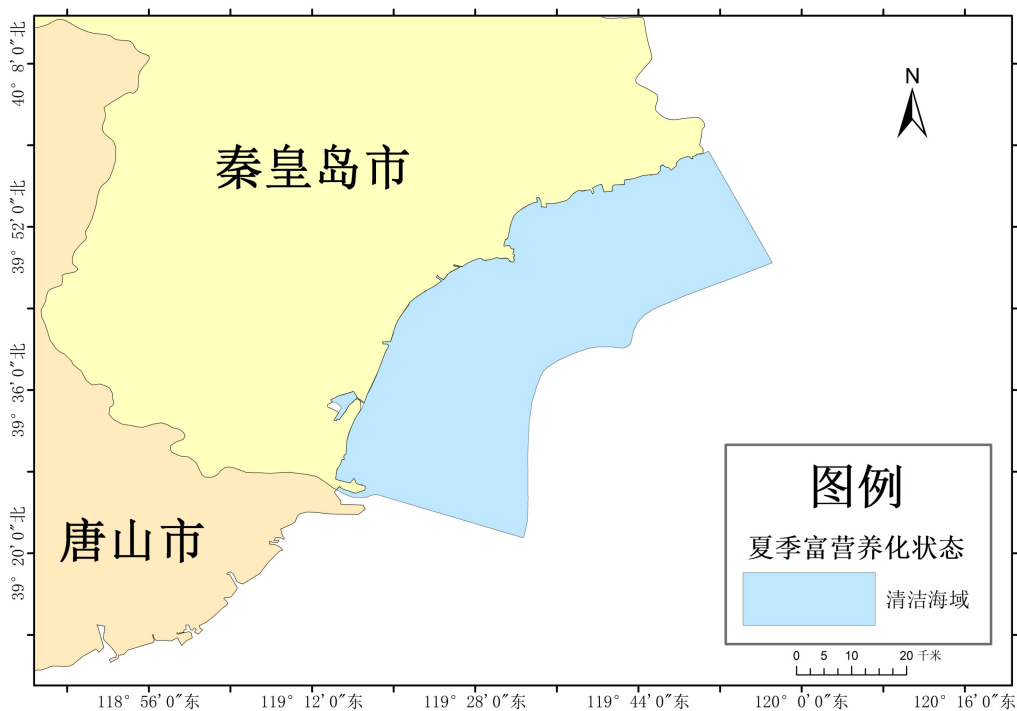 N
秦皇岛市
唐山市
图例
夏季富营养化状态
清洁海域
0 5 10 20 千米
40° 8'0"北
39° 52'0"北
39° 36'0"北
39° 20'0"北
118° 56'0"东 119° 12'0"东 119° 28'0"东 119° 44'0"东 120° 0'0"东 120° 16'0"东